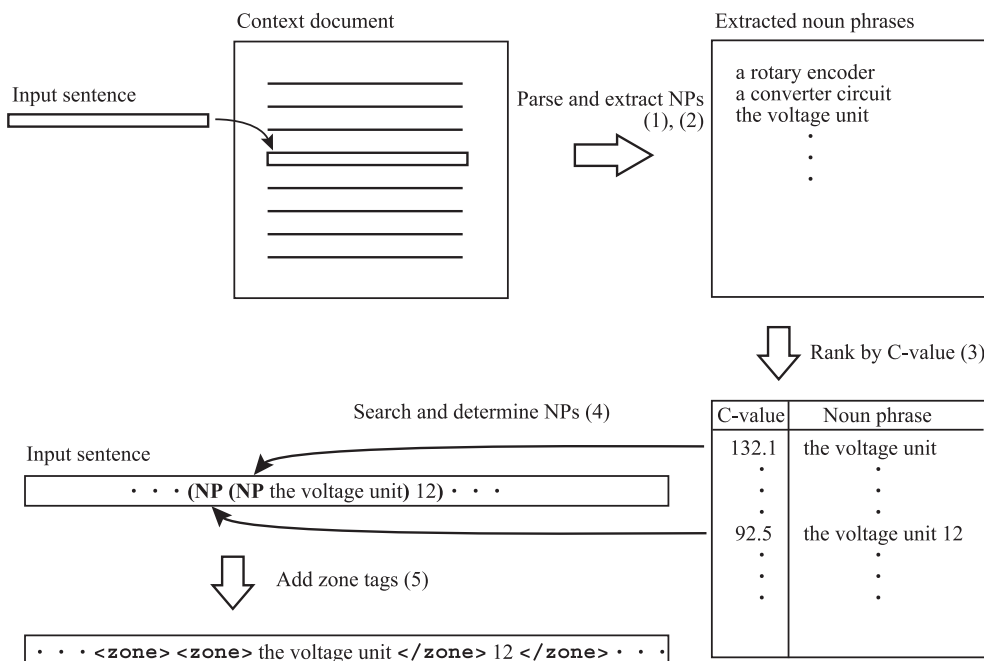 Context document
Extracted noun phrases
Input sentence
a rotary encoder
a converter circuit
the voltage unit
·
·
·
Parse and extract NPs
(1), (2)
Rank by C-value (3)
Search and determine NPs (4)
C-value Noun phrase
132.1 the voltage unit
· ·
· ·
· ·
92.5 the voltage unit 12
· ·
· ·
· ·
Input sentence
· · · (NP (NP the voltage unit) 12) · · ·
Add zone tags (5)
· · · <zone> <zone> the voltage unit </zone> 12 </zone> · · ·